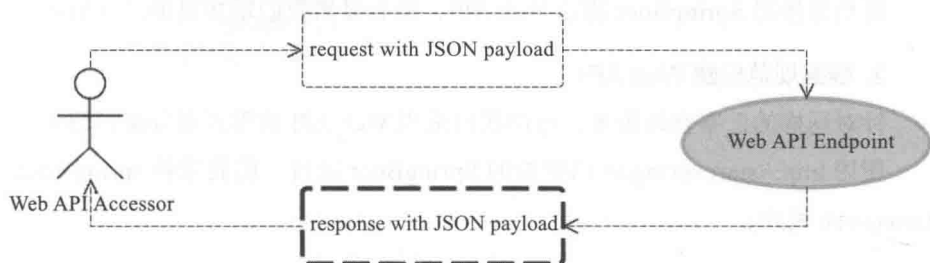 request with JSON payload
Web API Endpoint
Web API Accessor
response with JSON payload